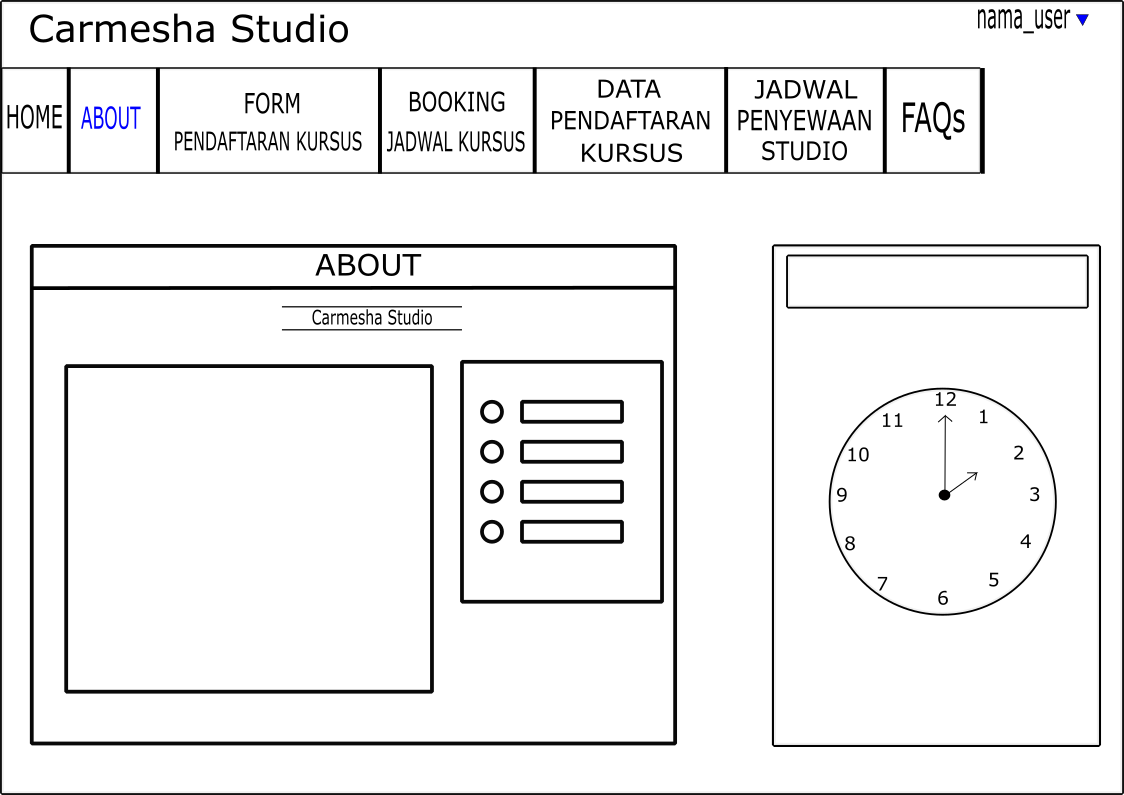 Carmesha Studio
nama_user
HOME
ABOUT
FORM
PENDAFTARAN KURSUS
BOOKING
JADWAL KURSUS
DATA
PENDAFTARAN
KURSUS
JADWAL
PENYEWAAN
STUDIO
FAQs
ABOUT
Carmesha Studio
12
1
2
3
4
5
6
7
8
9
10
11